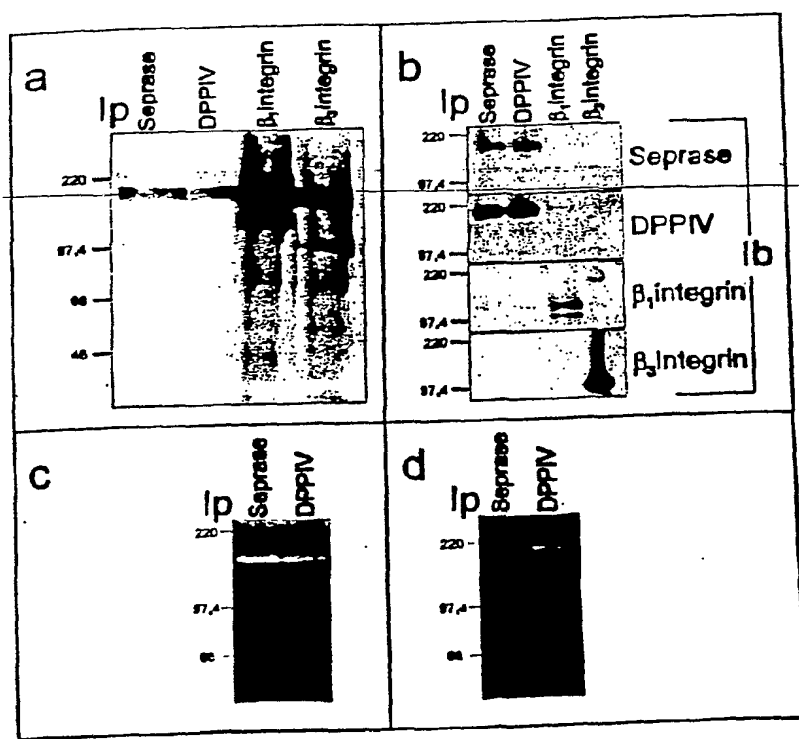 a
Ip
Seprase
DPPIV
β₁integrin
β₃integrin
220
97,4
66
46
b
Ip
Seprase
DPPIV
β₁integrin
β₃integrin
220
97,4
Seprase
220
97,4
DPPIV
220
97,4
β₁integrin
220
97,4
β₃integrin
Ib
c
Ip
Seprase
DPPIV
220
97,4
66
d
Ip
Seprase
DPPIV
220
97,4
66